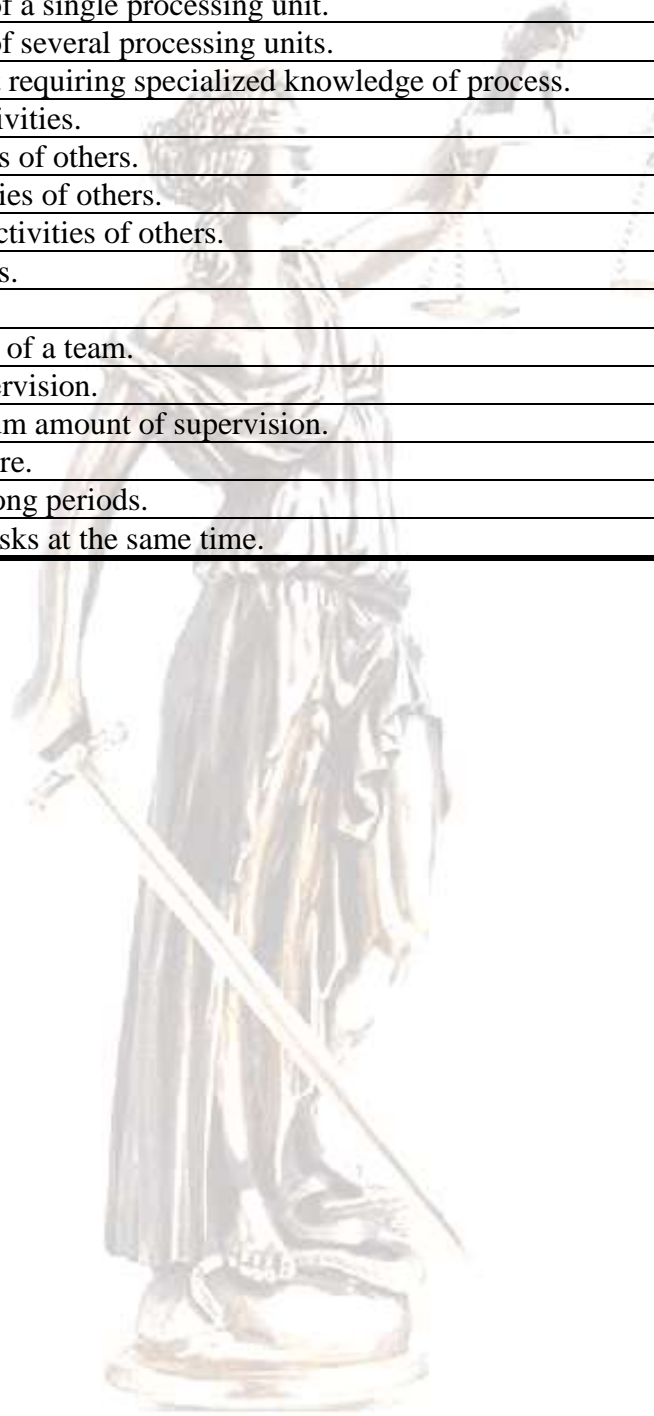 of a single processing unit.
of several processing units.
requiring specialized knowledge of process.
ivities.
s of others.
ies of others.
ctivities of others.
s.
of a team.
ervision.
um amount of supervision.
re.
ong periods.
sks at the same time.